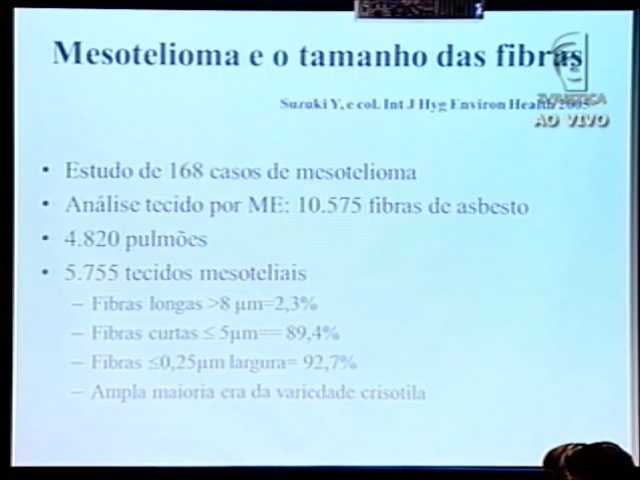 Mesotelioma e o tamanho das fibras
Suzuki Y, e col. Int J Hyg Environ Health 2005
TV JUSTIÇA
AO VIVO
• Estudo de 168 casos de mesotelioma
• Análise tecido por ME: 10.575 fibras de asbesto
• 4.820 pulmões
• 5.755 tecidos mesoteliais
– Fibras longas >8 µm=2,3%
– Fibras curtas ≤ 5µm== 89,4%
– Fibras ≤0,25µm largura= 92,7%
– Ampla maioria era da variedade crisotila